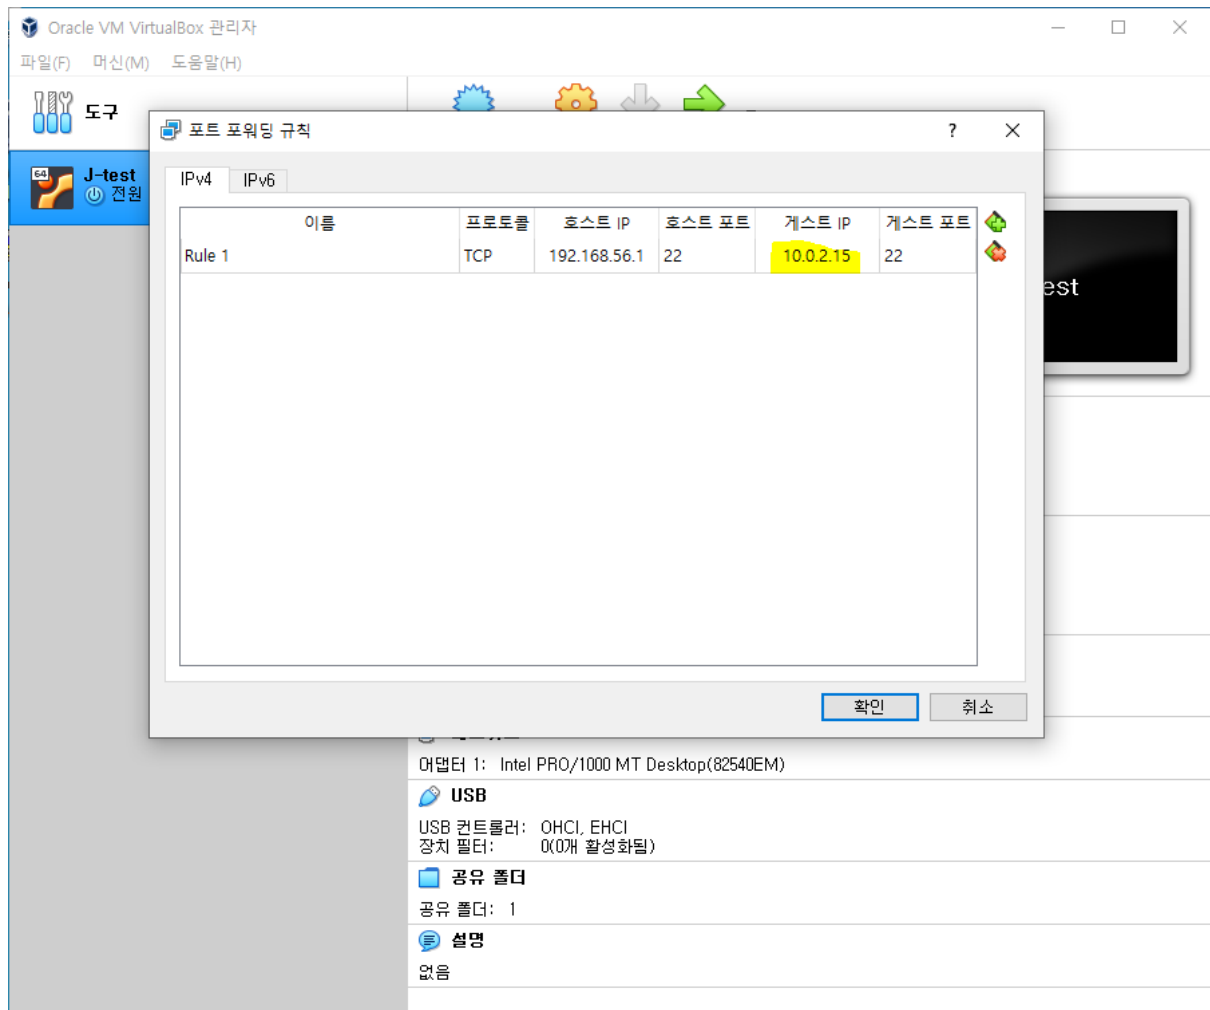 Oracle VM VirtualBox 관리자
파일(F) 머신(M) 도움말(H)
도구
포트 포워딩 규칙
?
64
J-test
전원
IPv4 IPv6
이름 프로토콜 호스트 IP 호스트 포트 게스트 IP 게스트 포트
Rule 1 TCP 192.168.56.1 22 10.0.2.15 22
est
확인 취소
어댑터 1: Intel PRO/1000 MT Desktop(82540EM)
USB
USB 컨트롤러: OHCI, EHCI
장치 필터: 0(0개 활성화됨)
공유 폴더
공유 폴더: 1
설명
없음